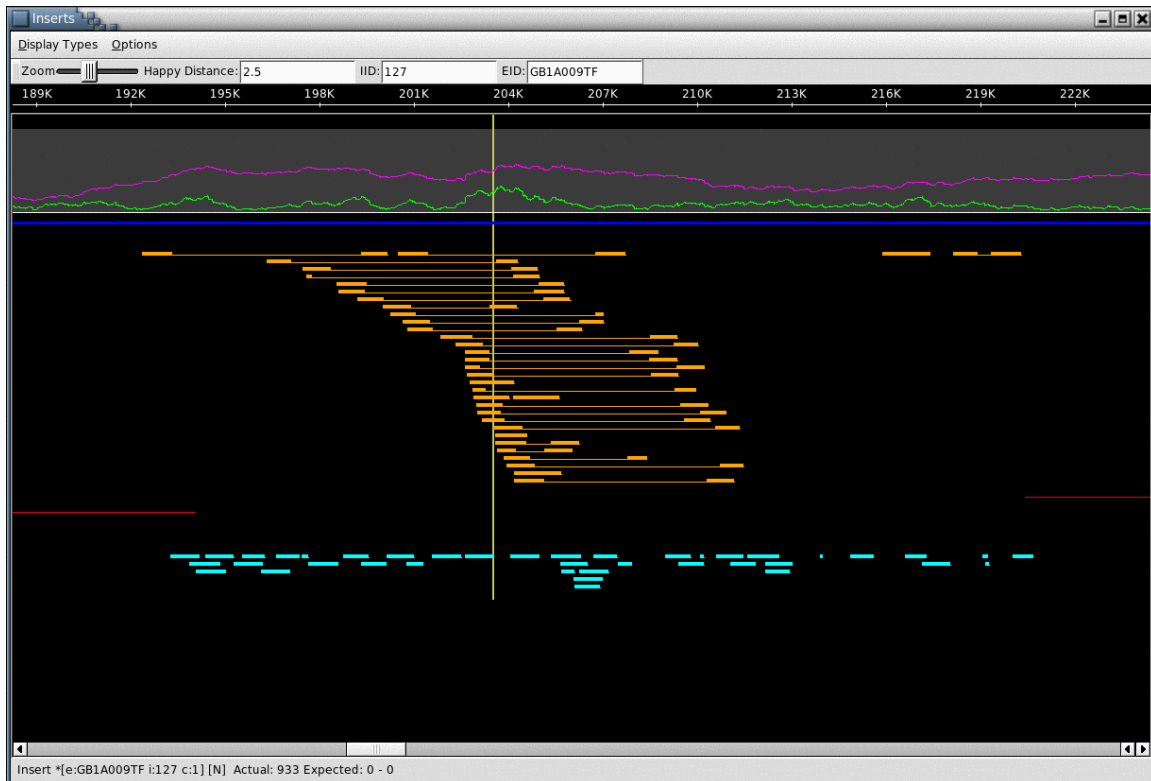 Inserts
Display Types Options
Zoom Happy Distance: 2.5 IID: 127 EID: GB1A009TF
189K 192K 195K 198K 201K 204K 207K 210K 213K 216K 219K 222K
Insert *[e:GB1A009TF i:127 c:1] [N] Actual: 933 Expected: 0 - 0